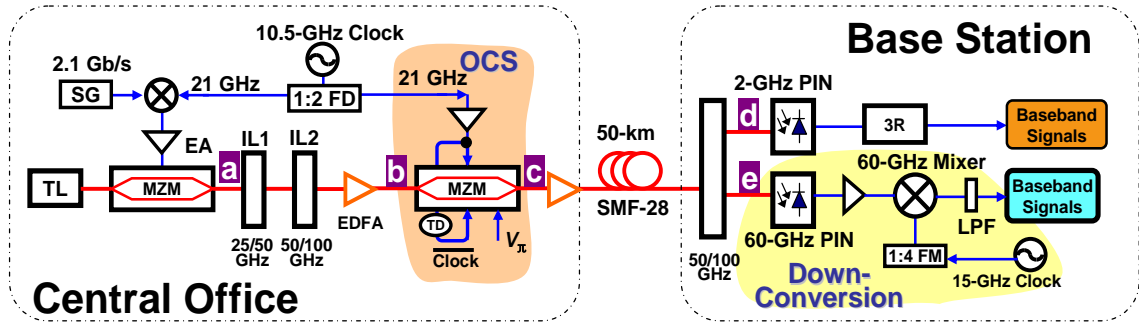 10.5-GHz Clock
OCS
2.1 Gb/s
SG
21 GHz
1:2 FD
21 GHz
EA
IL1
IL2
TL
MZM
a
b
MZM
c
EDFA
TD
Clock
Vπ
25/50
GHz
50/100
GHz
Central Office
50-km
SMF-28
Base Station
2-GHz PIN
d
3R
Baseband
Signals
60-GHz Mixer
e
Baseband
Signals
LPF
60-GHz PIN
50/100
GHz
1:4 FM
Down-
Conversion
15-GHz Clock